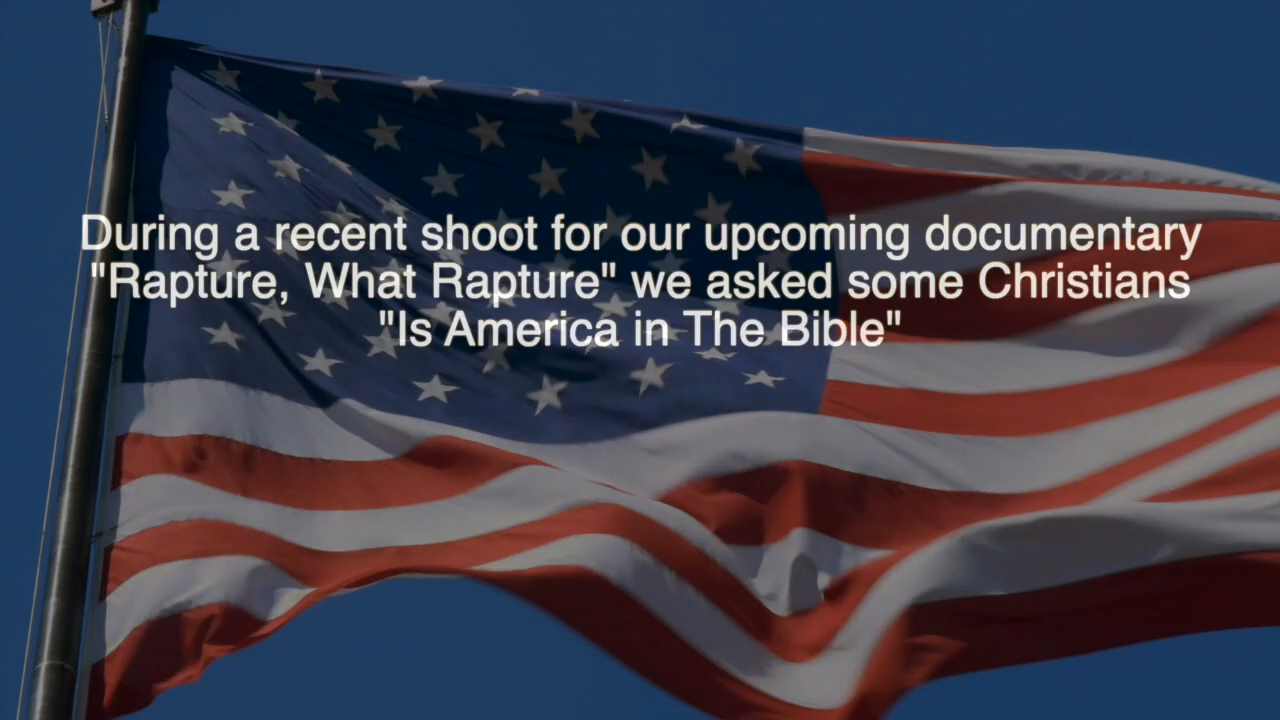 During a recent shoot for our upcoming documentary
"Rapture, What Rapture" we asked some Christians
"Is America in The Bible"